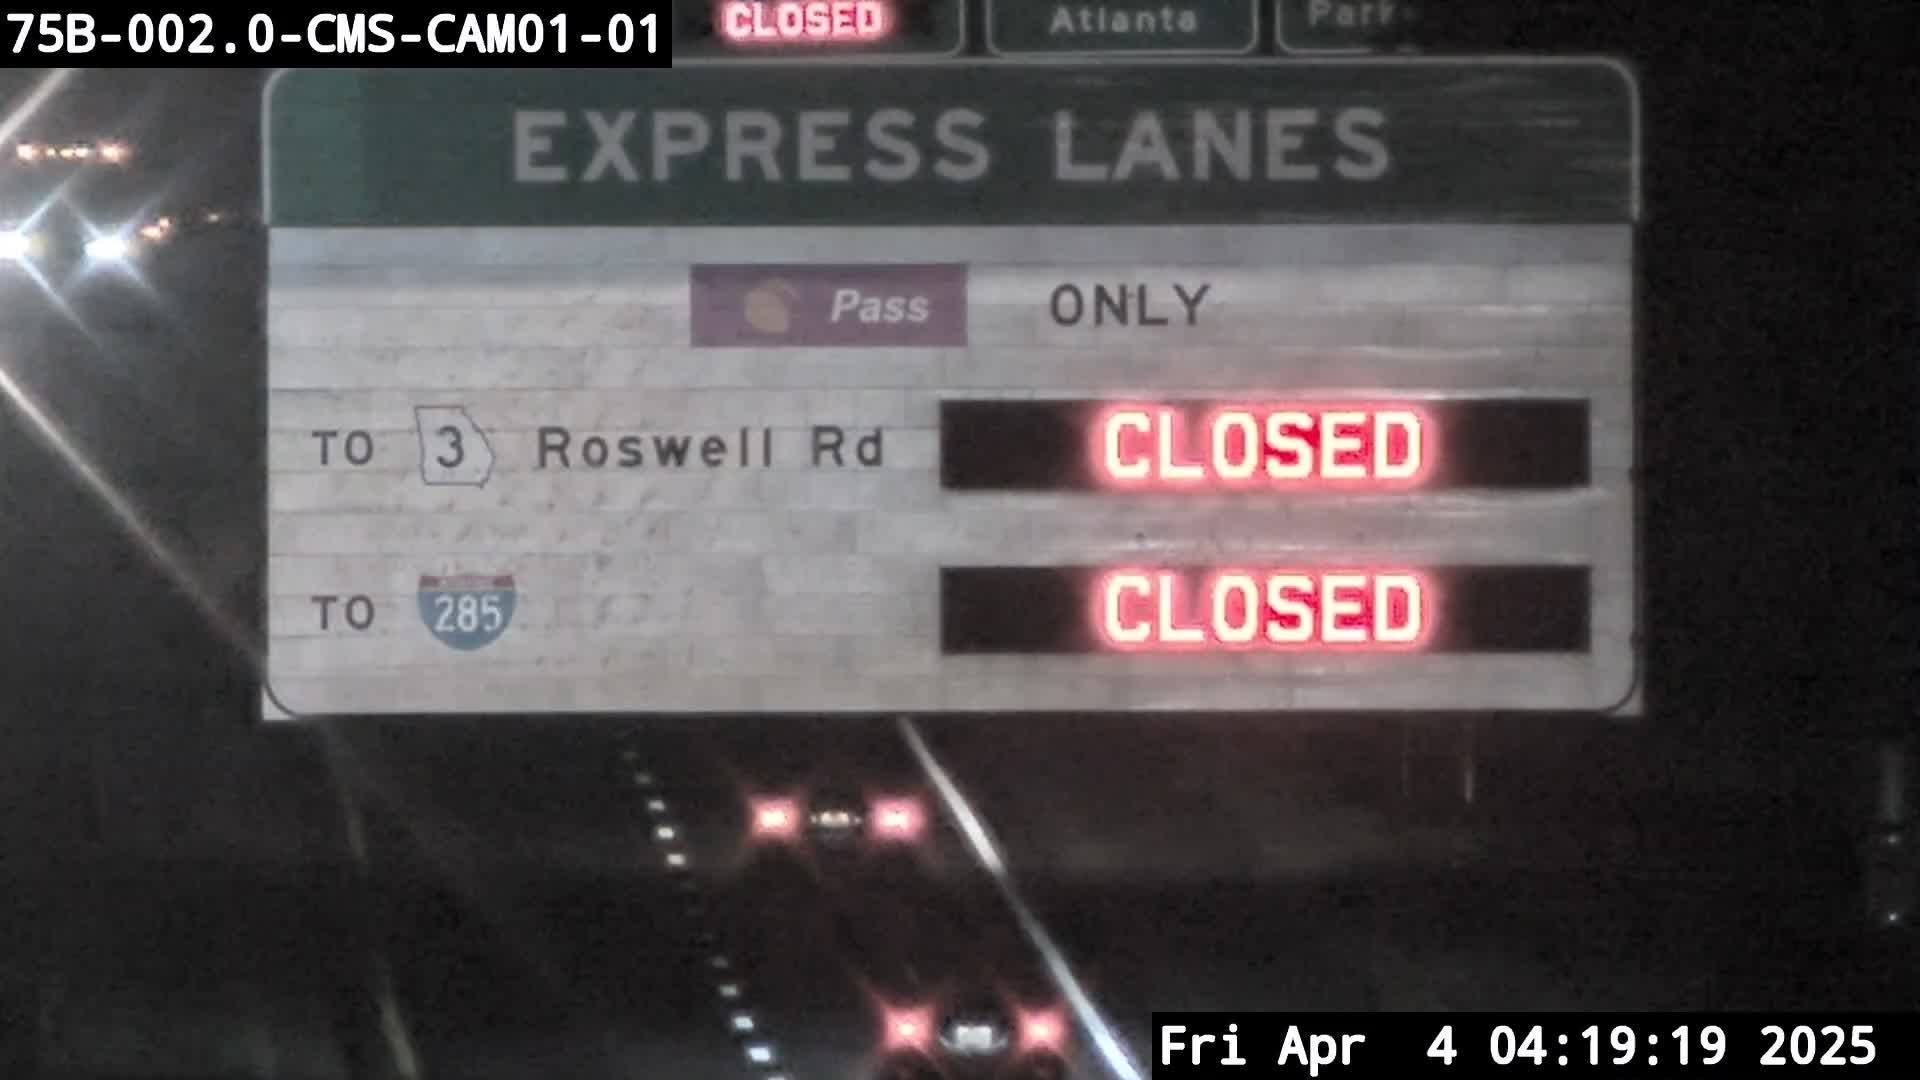 75B-002.0-CMS-CAM01-01
CLOSED
Atlanta
Park
EXPRESS LANES
Pass ONLY
TO 3 Roswell Rd CLOSED
TO 285 CLOSED
Fri Apr 4 04:19:19 2025